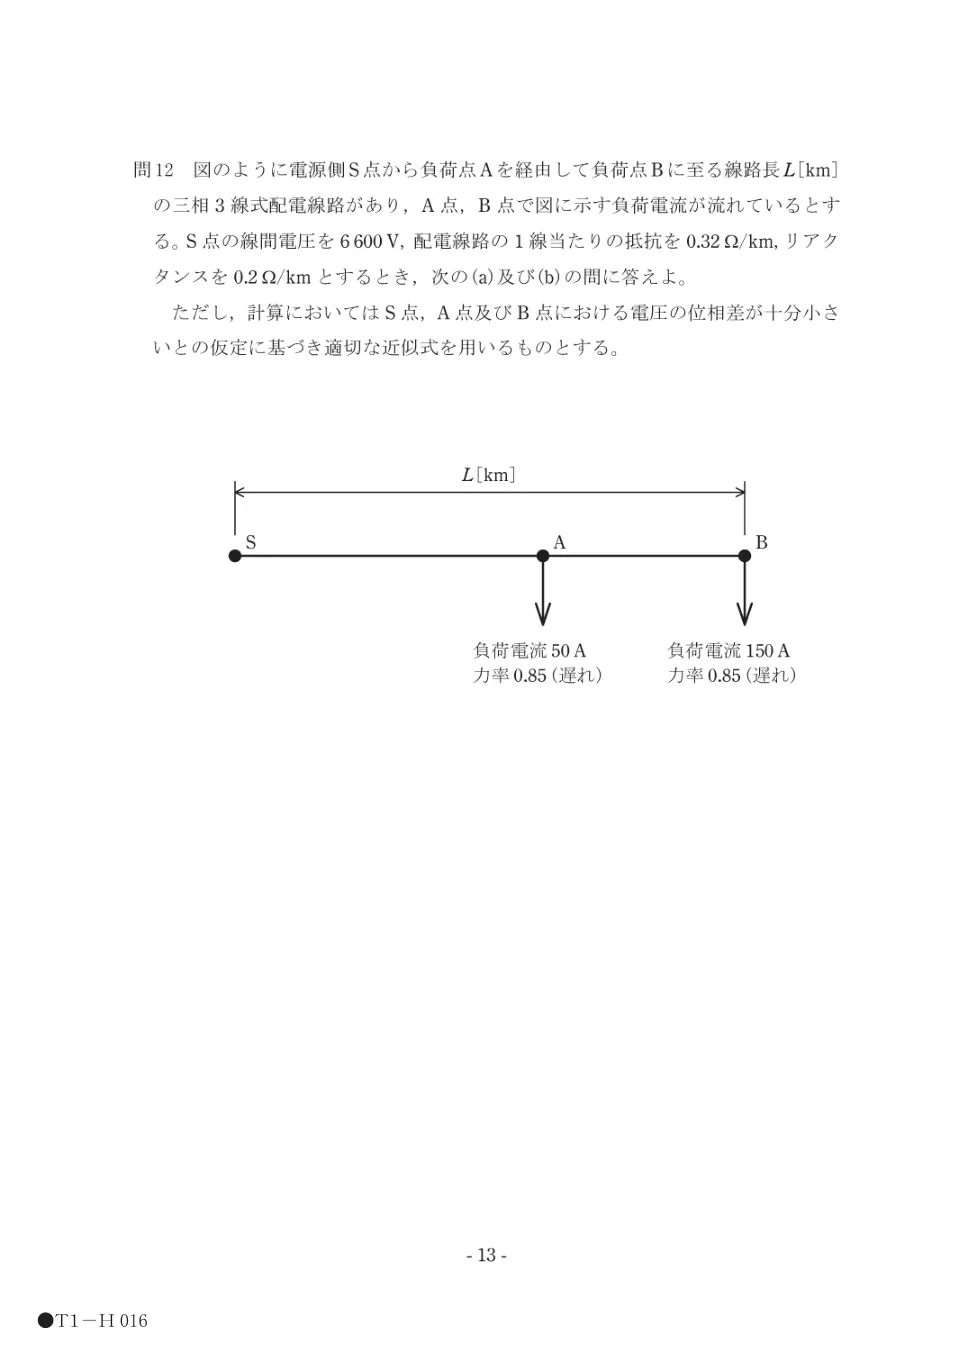 問12　図のように電源側S点から負荷点Aを経由して負荷点Bに至る線路長L[km]
の三相3線式配電線路があり，A点，B点で図に示す負荷電流が流れているとす
る。S点の線間電圧を6 600 V，配電線路の1線当たりの抵抗を0.32 Ω/km，リアク
タンスを0.2 Ω/kmとするとき，次の(a)及び(b)の問に答えよ。
ただし，計算においてはS点，A点及びB点における電圧の位相差が十分小さ
いとの仮定に基づき適切な近似式を用いるものとする。
L[km]
S
A
B
負荷電流 50 A
力率 0.85（遅れ）
負荷電流 150 A
力率 0.85（遅れ）
- 13 -
●T1－H 016